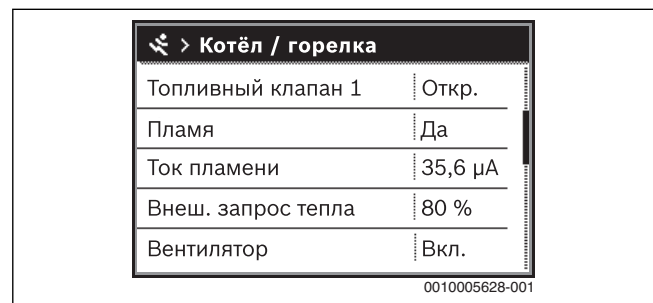 > Котёл / горелка
Топливный клапан 1 Откр.
Пламя Да
Ток пламени 35,6 µA
Внеш. запрос тепла 80 %
Вентилятор Вкл.
0010005628-001